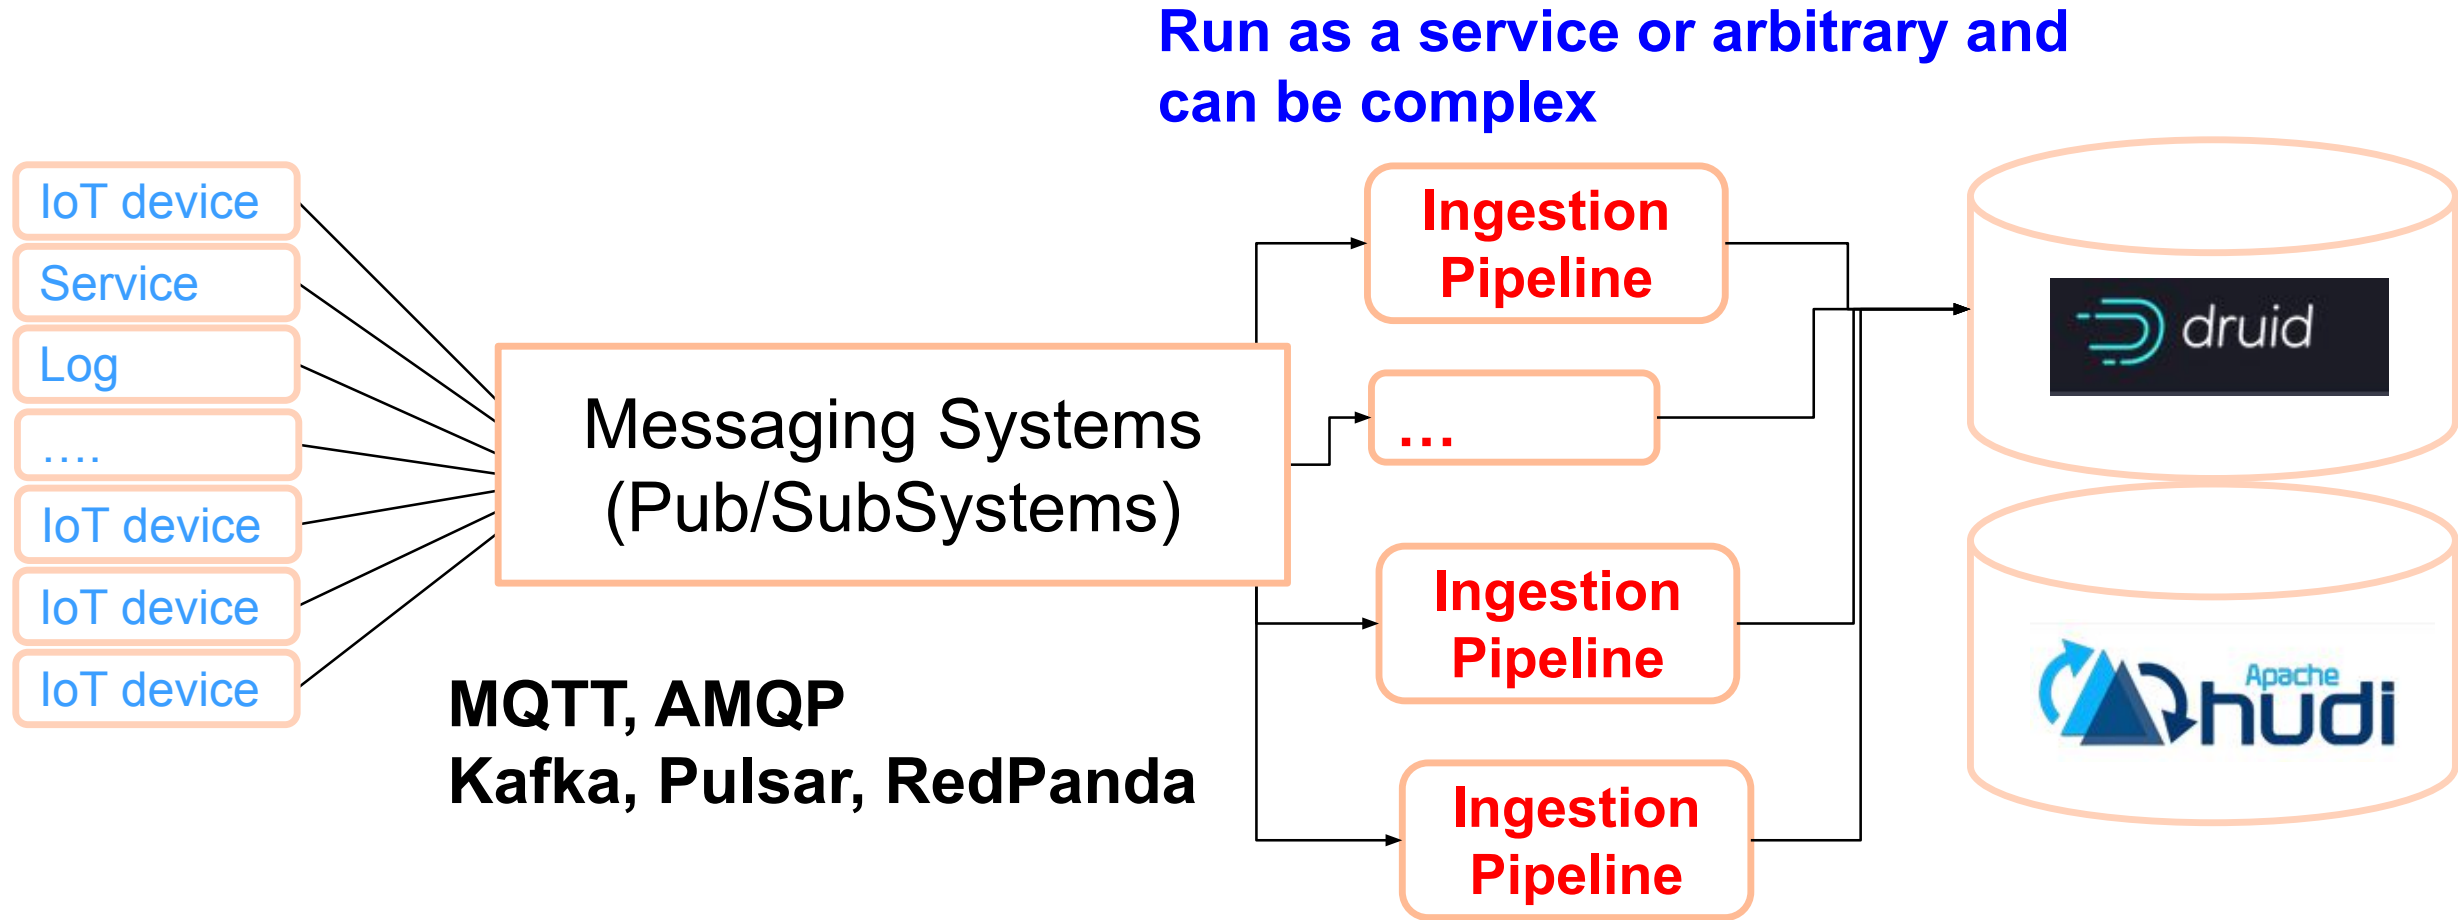 Run as a service or arbitrary and
can be complex
IoT device
Service
Log
....
IoT device
IoT device
IoT device
Messaging Systems
(Pub/SubSystems)
MQTT, AMQP
Kafka, Pulsar, RedPanda
Ingestion
Pipeline
...
Ingestion
Pipeline
Ingestion
Pipeline
druid
Apache
hudi